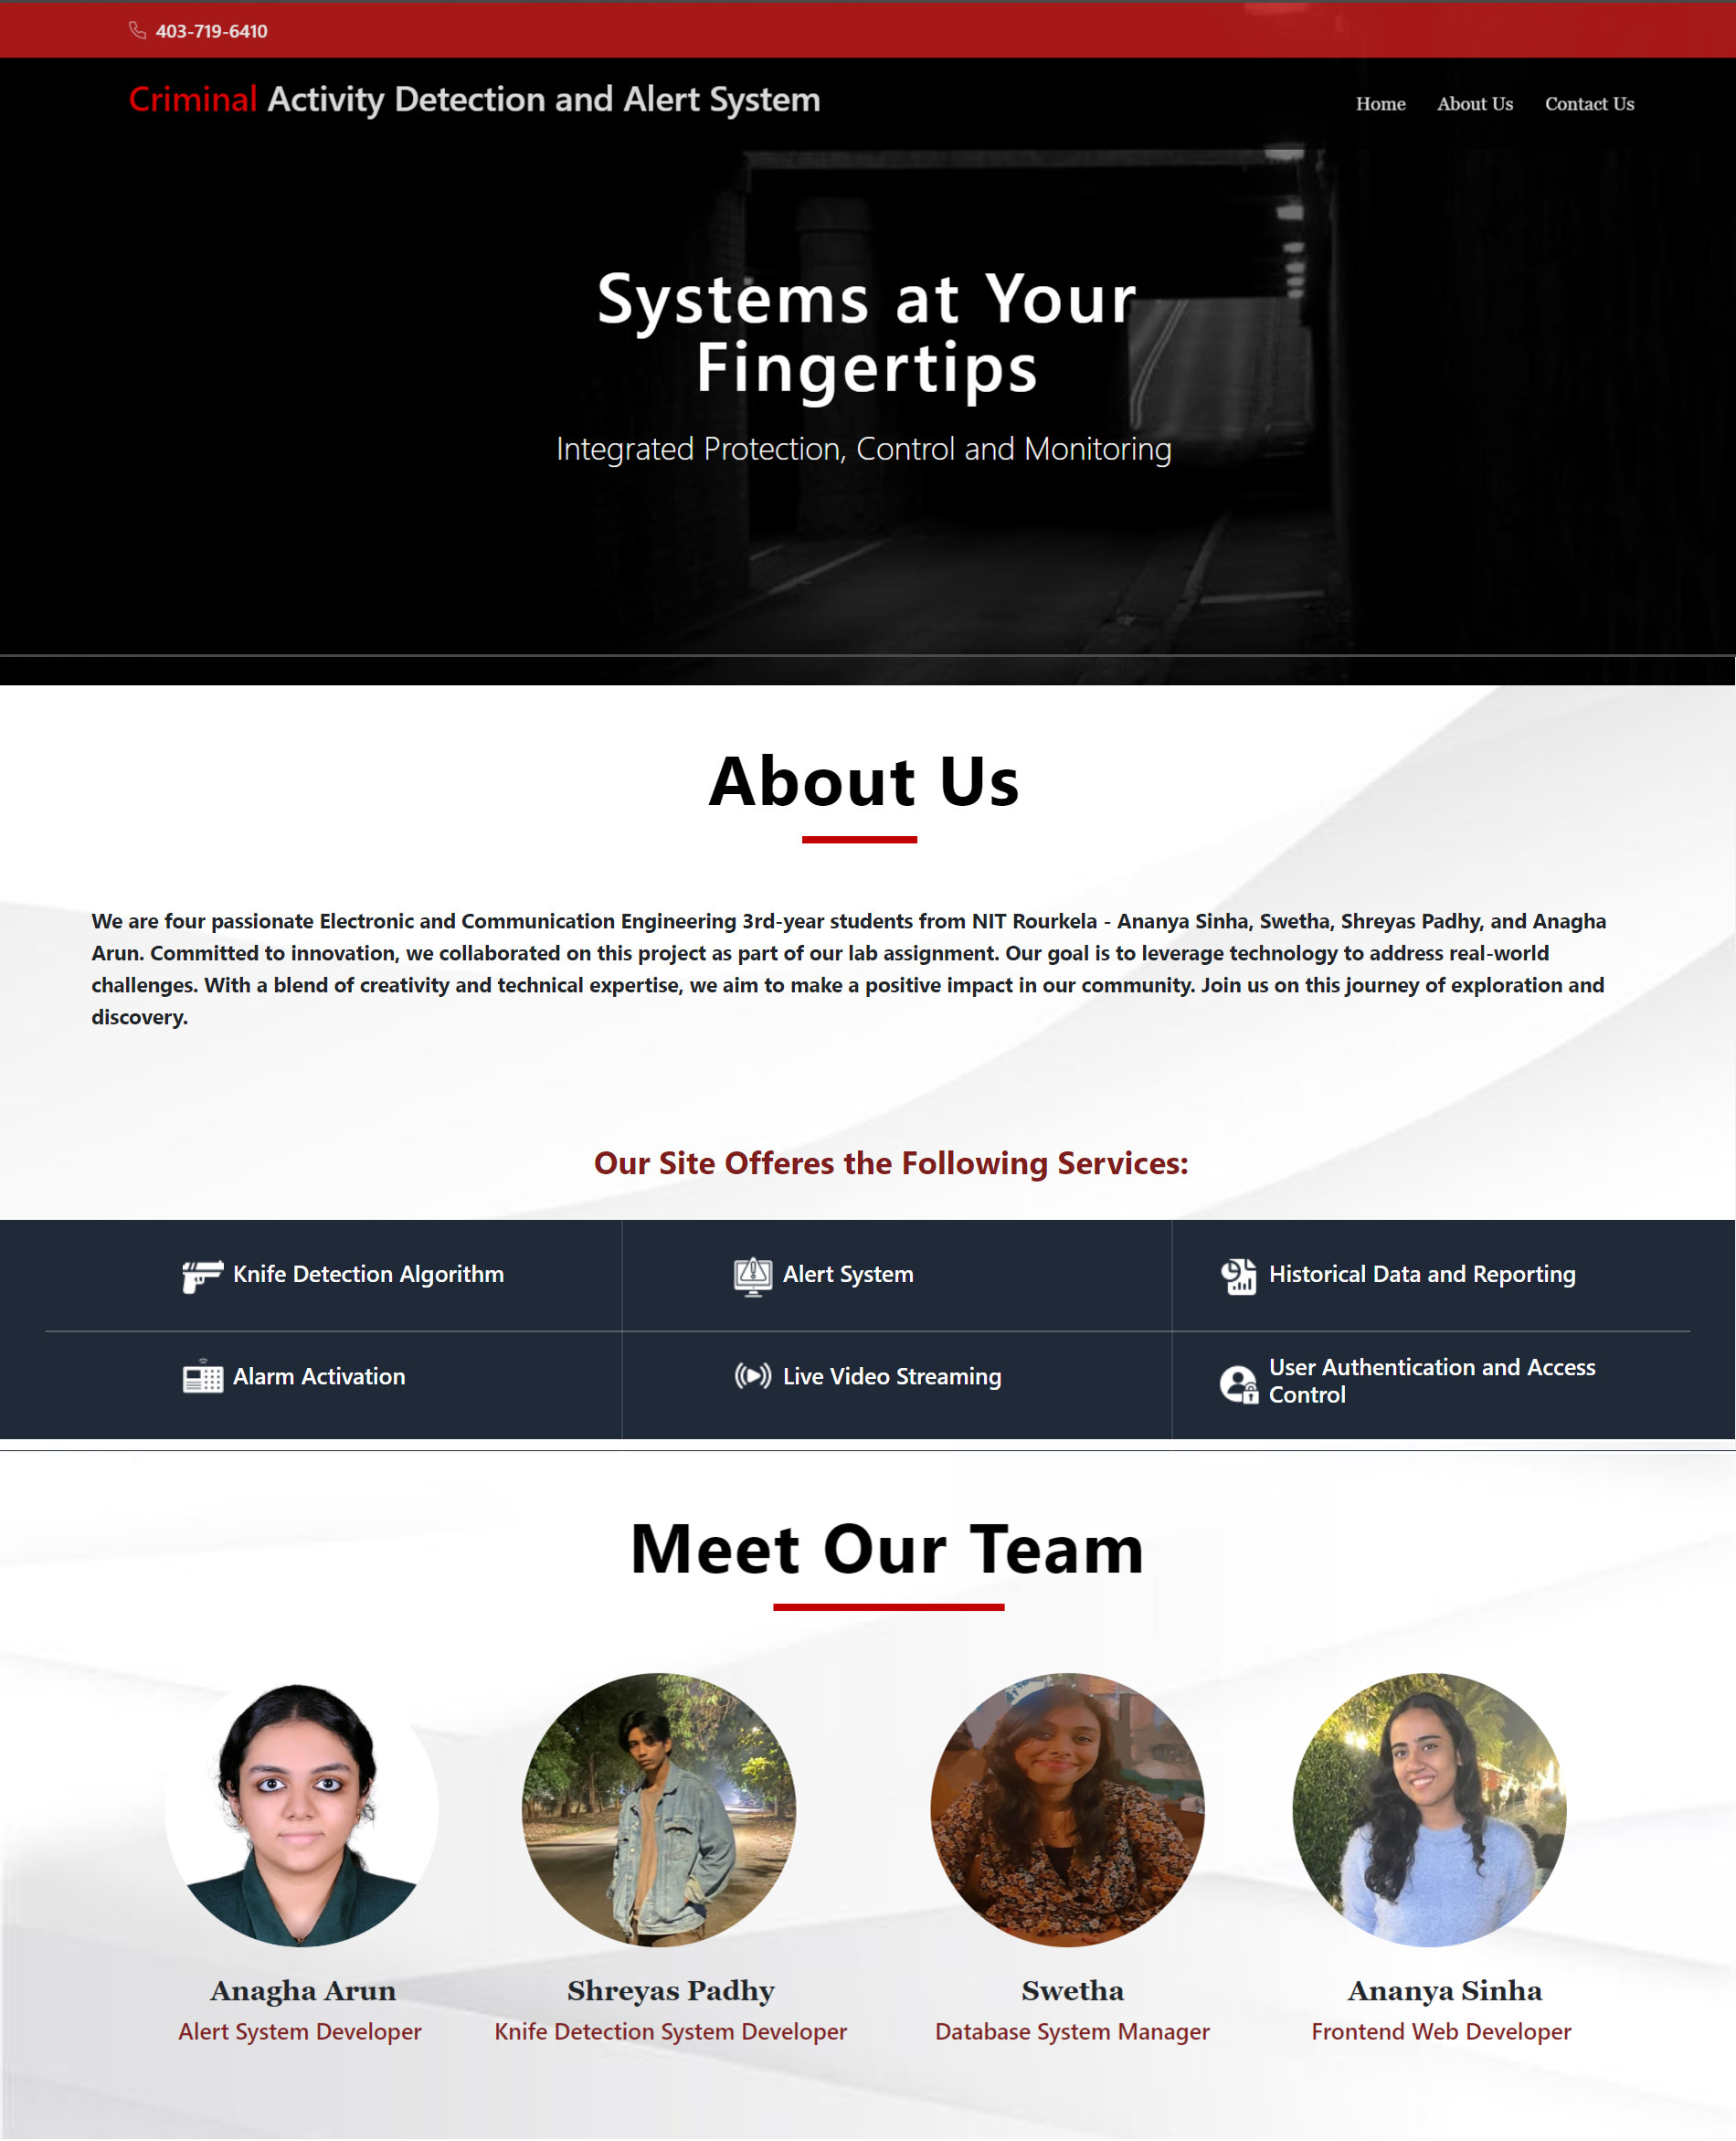 403-719-6410
Criminal Activity Detection and Alert System
Home About Us Contact Us
Systems at Your
Fingertips
Integrated Protection, Control and Monitoring
About Us
We are four passionate Electronic and Communication Engineering 3rd-year students from NIT Rourkela - Ananya Sinha, Swetha, Shreyas Padhy, and Anagha
Arun. Committed to innovation, we collaborated on this project as part of our lab assignment. Our goal is to leverage technology to address real-world
challenges. With a blend of creativity and technical expertise, we aim to make a positive impact in our community. Join us on this journey of exploration and
discovery.
Our Site Offeres the Following Services:
Knife Detection Algorithm
Alert System
Historical Data and Reporting
Alarm Activation
Live Video Streaming
User Authentication and Access
Control
Meet Our Team
Anagha Arun
Alert System Developer
Shreyas Padhy
Knife Detection System Developer
Swetha
Database System Manager
Ananya Sinha
Frontend Web Developer